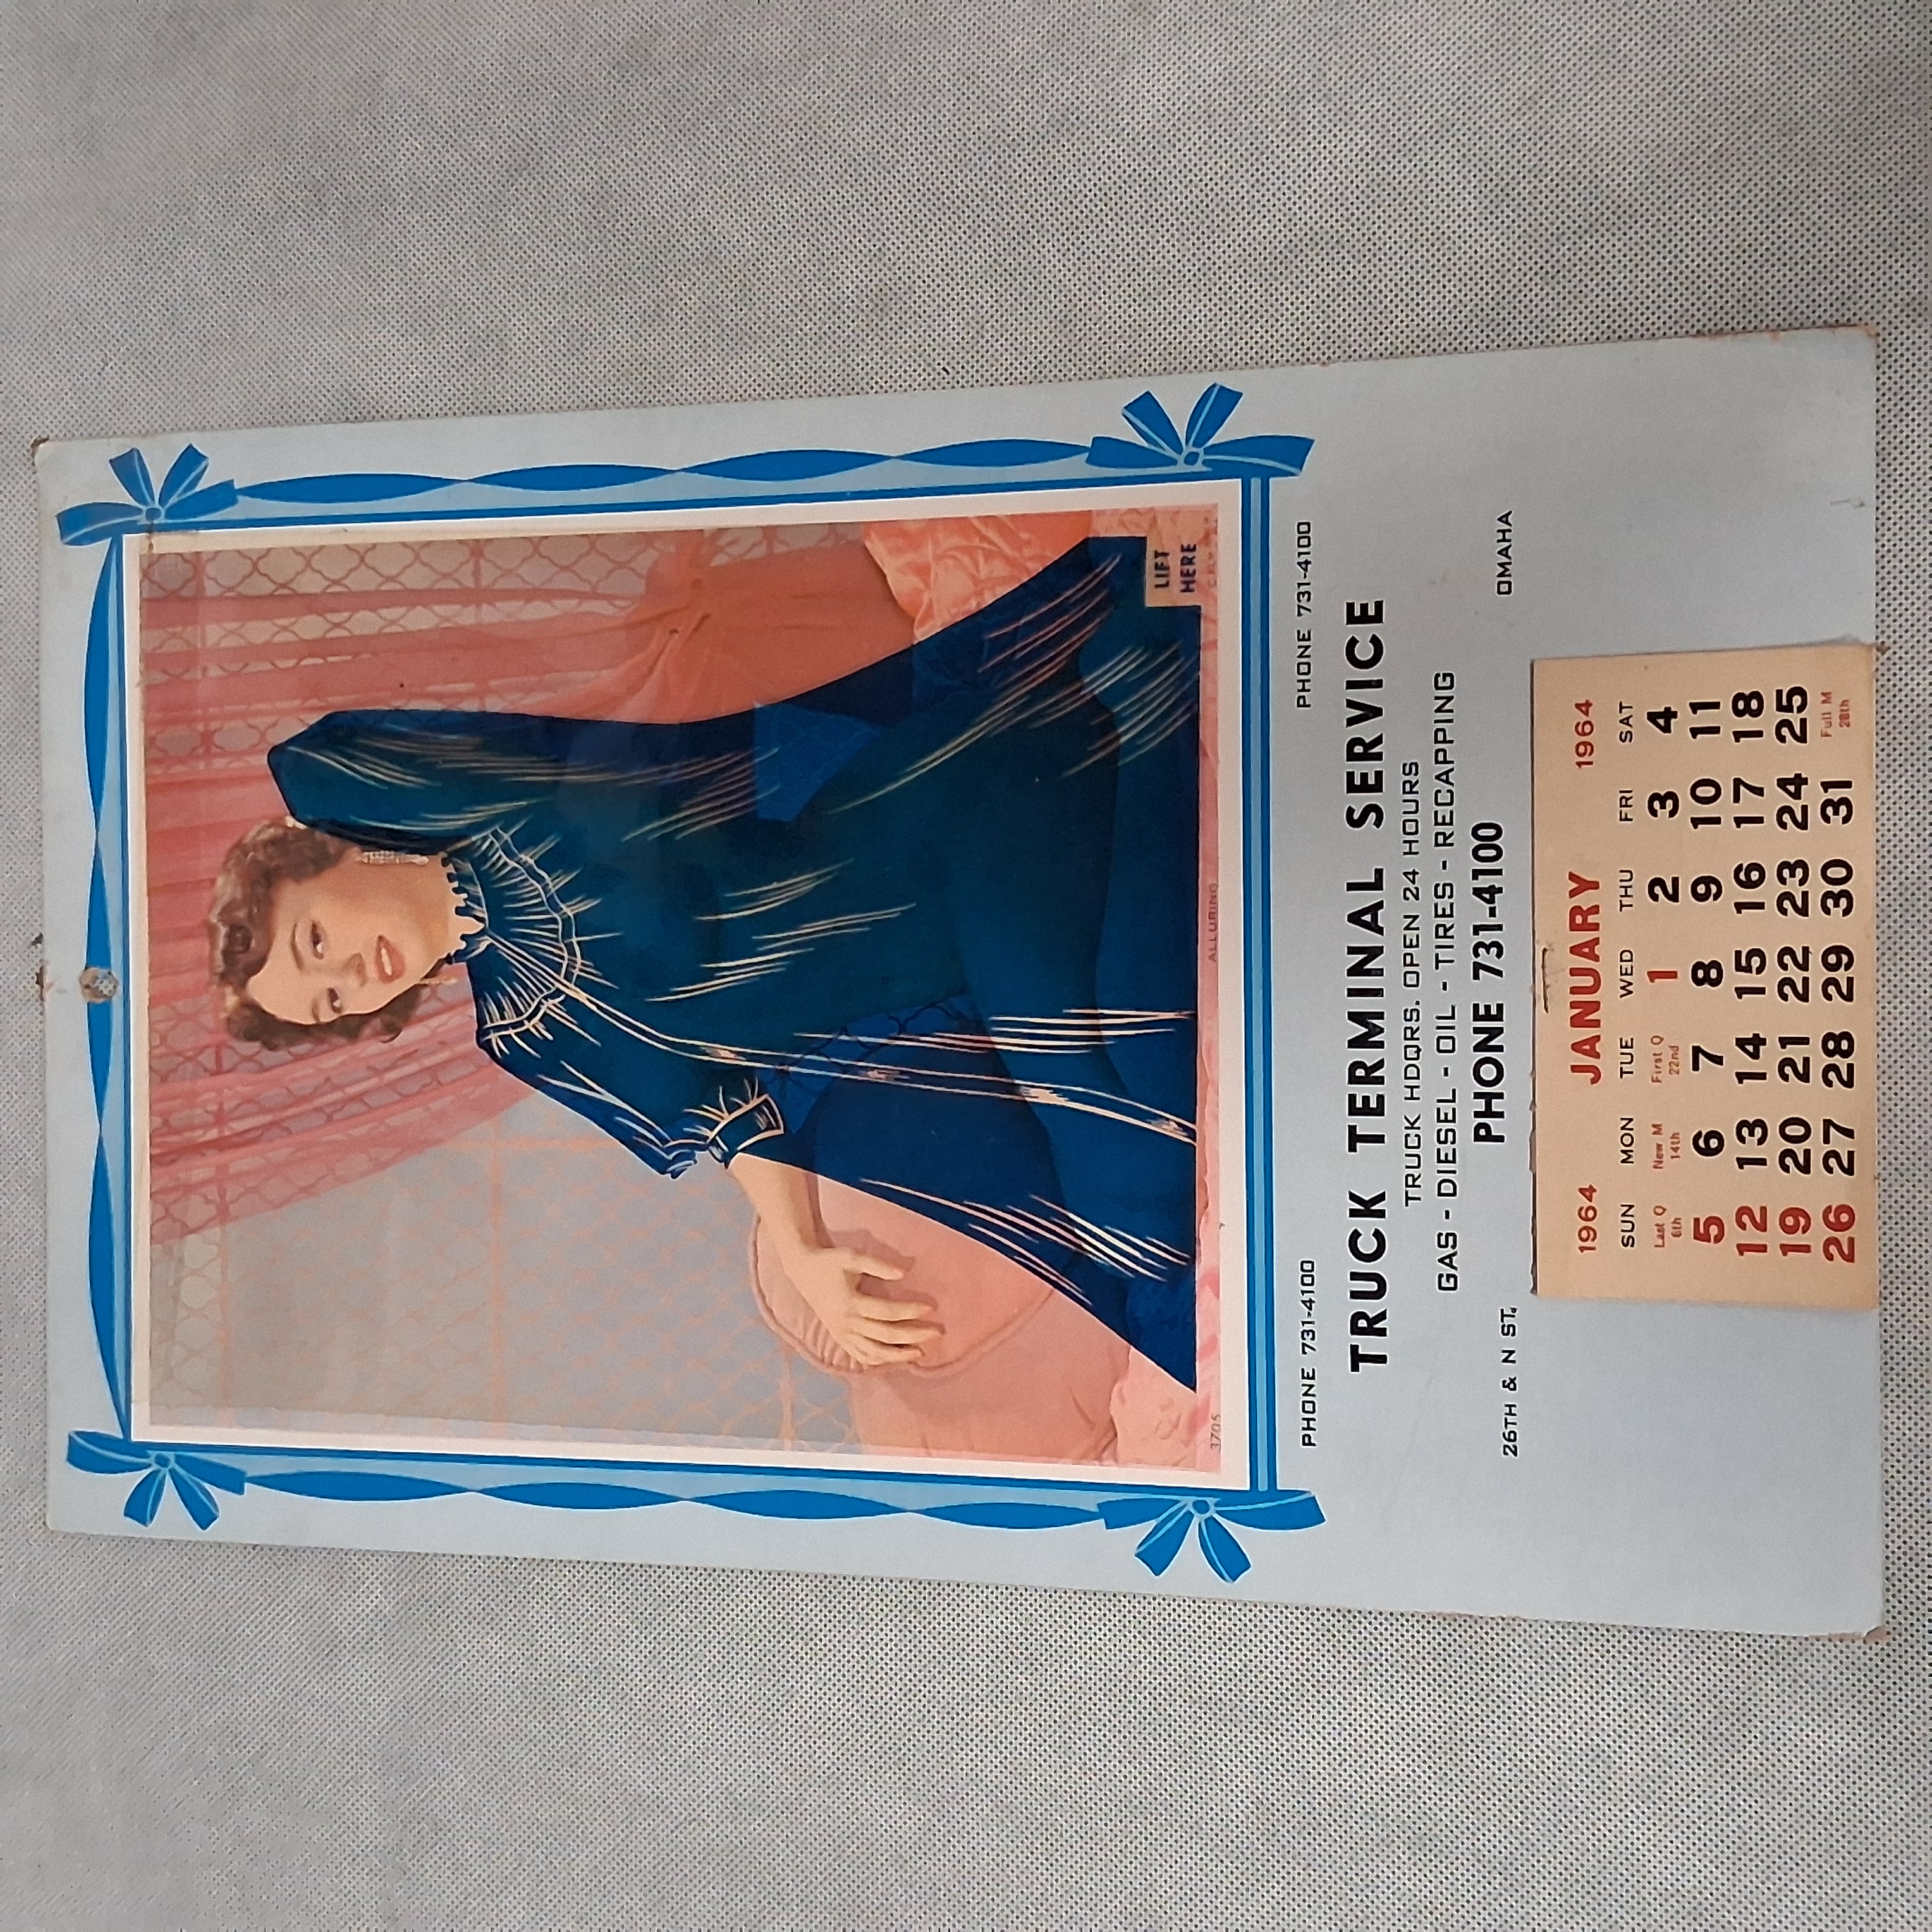 LIFT
HERE
3705 ALLURING
PHONE 731-4100 PHONE 731-4100
TRUCK TERMINAL SERVICE
TRUCK HDQRS. OPEN 24 HOURS
GAS - DIESEL - OIL - TIRES - RECAPPING
PHONE 731-4100
26TH & N ST. OMAHA
1964 JANUARY 1964
SUN MON TUE WED THU FRI SAT
Last Q 6th New M 14th First Q 22nd 1 2 3 4
5 6 7 8 9 10 11
12 13 14 15 16 17 18
19 20 21 22 23 24 25
26 27 28 29 30 31 Full M 28th